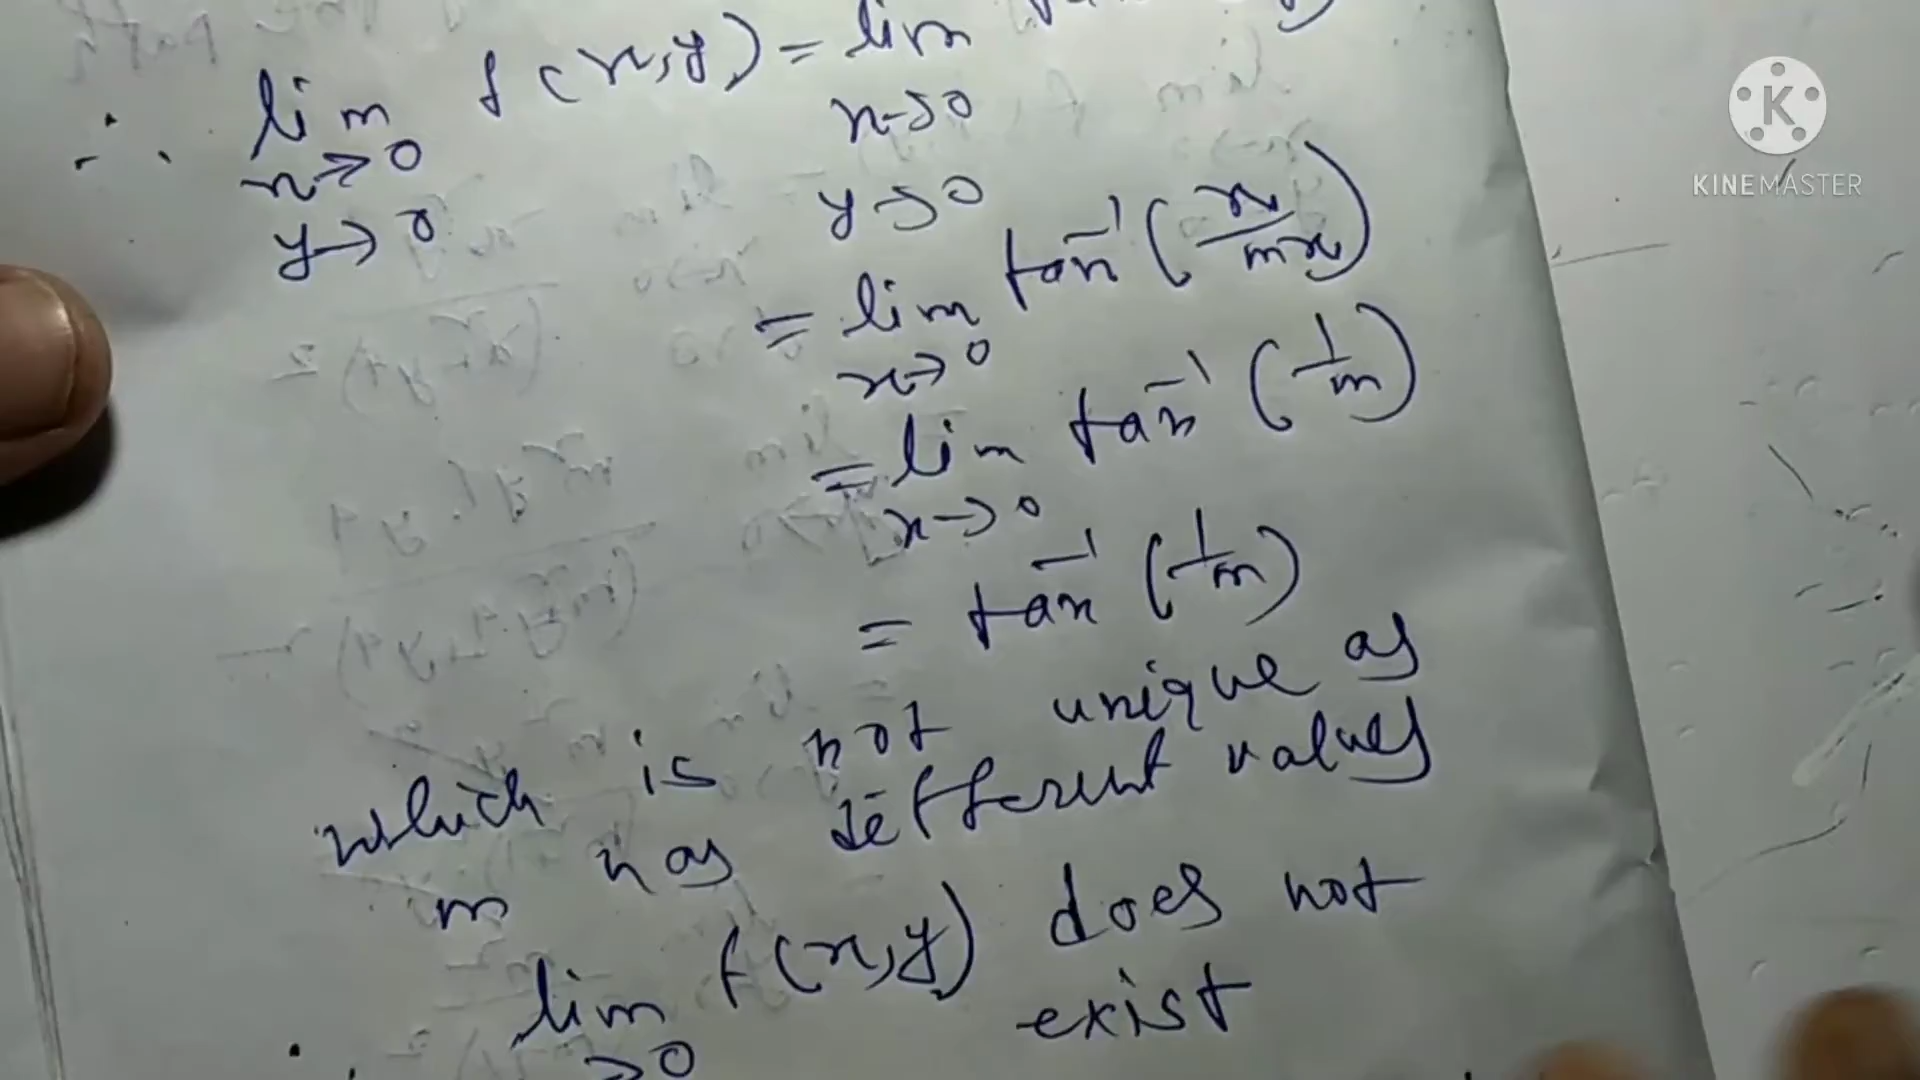 ∴ lim f(x,y) = lim
x→0 x→0
y→0 y→0
= lim tan⁻¹(x/mx)
x→0
= lim tan⁻¹(1/m)
x→0
= tan⁻¹(1/m)
which is not unique as
m has different values
lim f(x,y) does not
→0 exist
KINEMASTER